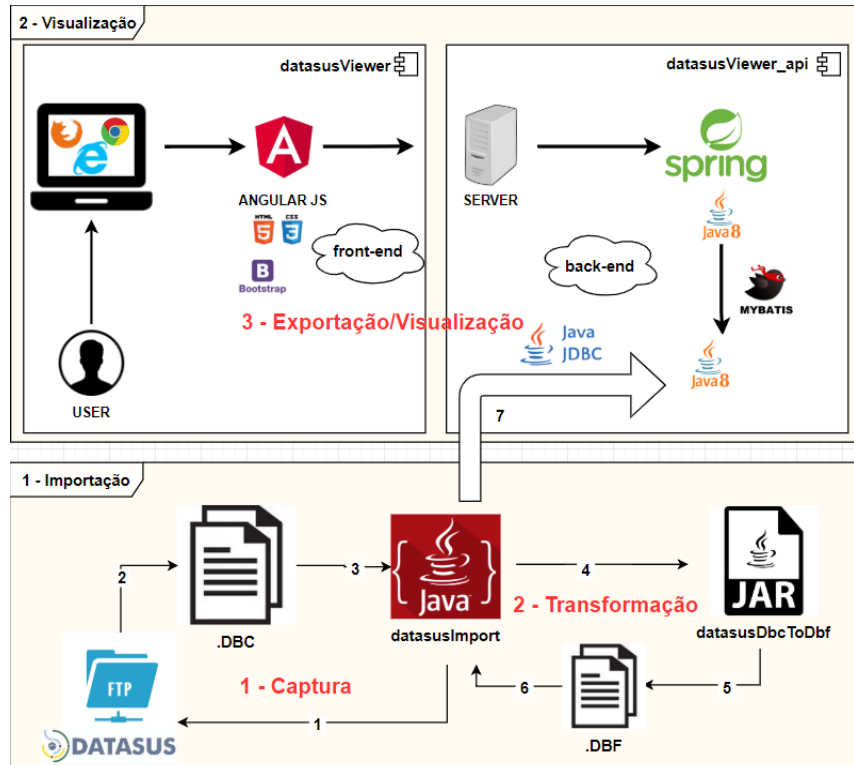 2 - Visualização
datasusViewer
datasusViewer_api
ANGULAR JS
HTML
CSS
5
3
B
Bootstrap
front-end
USER
SERVER
spring
Java8
back-end
MYBATIS
3 - Exportação/Visualização
Java
JDBC
Java8
7
1 - Importação
2
3
4
Java
JAR
.DBC
datasusImport
2 - Transformação
datasusDbcToDbf
FTP
1 - Captura
6
5
1
DATASUS
.DBF